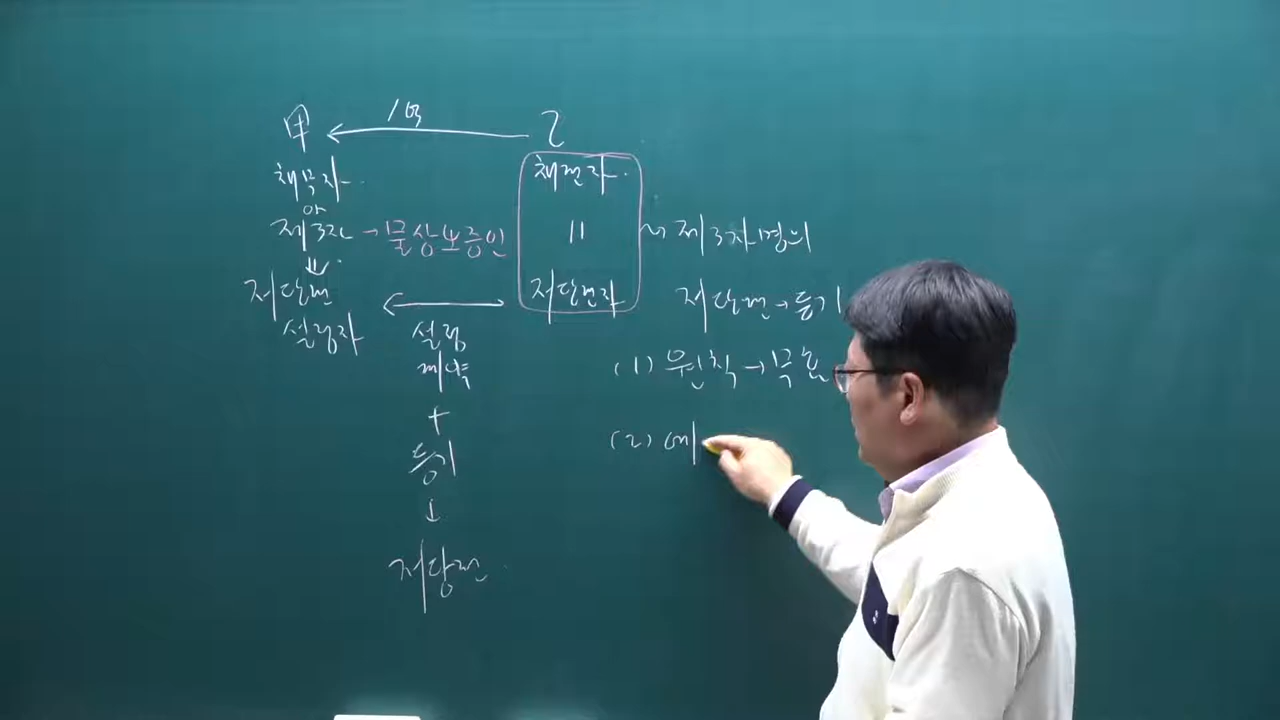 甲 ← 1억 乙
채무자
or
제3자 → 물상보증인
⇓
저당권
설정자
채권자
||
저당권자
설정
계약
+
등기
↓
저당권
~ 제3자 명의
저당권 → 등기
(1) 원칙 → 무효
(2) 예